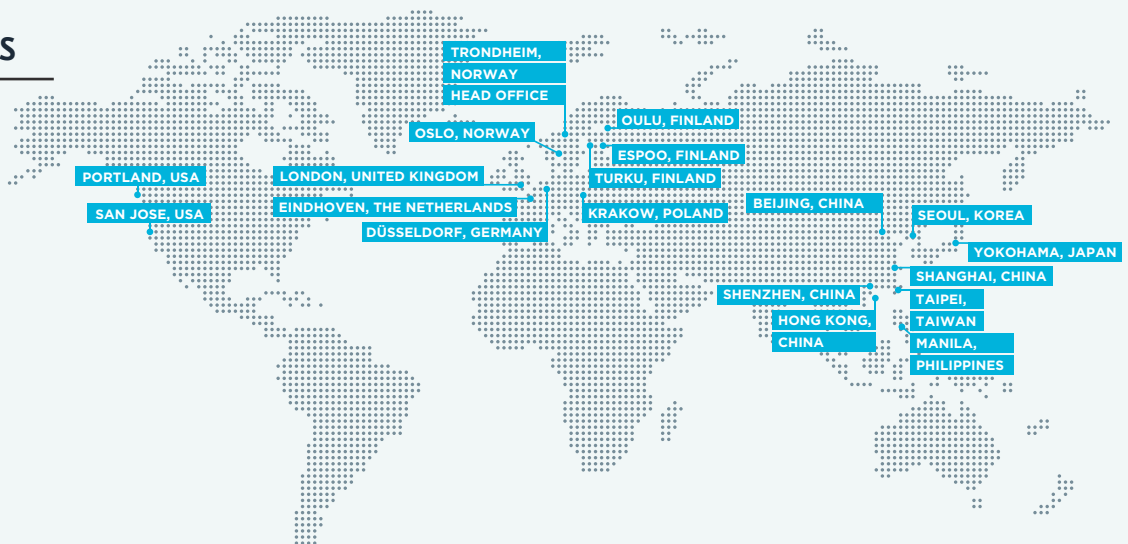 S
TRONDHEIM,
NORWAY
HEAD OFFICE
OSLO, NORWAY
OULU, FINLAND
ESPOO, FINLAND
TURKU, FINLAND
PORTLAND, USA
LONDON, UNITED KINGDOM
SAN JOSE, USA
EINDHOVEN, THE NETHERLANDS
DÜSSELDORF, GERMANY
KRAKOW, POLAND
BEIJING, CHINA
SEOUL, KOREA
YOKOHAMA, JAPAN
SHANGHAI, CHINA
SHENZHEN, CHINA
HONG KONG,
CHINA
TAIPEI,
TAIWAN
MANILA,
PHILIPPINES